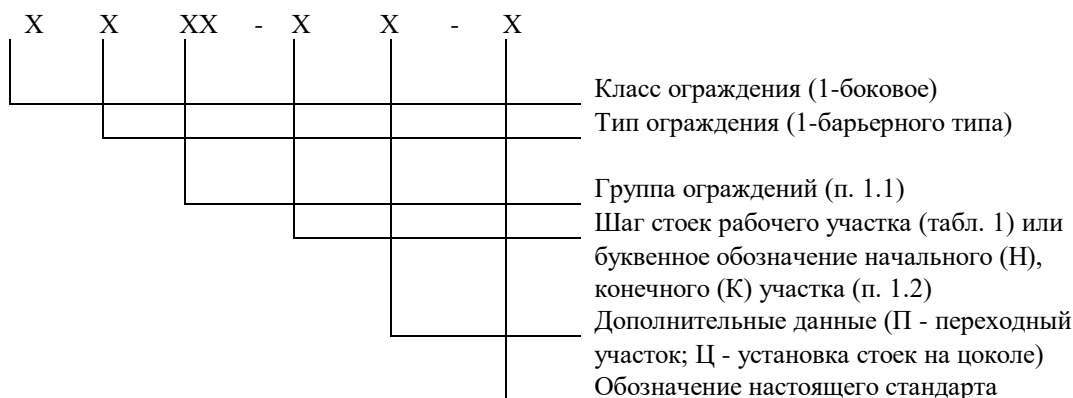 X X XX - X X - X
Класс ограждения (1-боковое)
Тип ограждения (1-барьерного типа)
Группа ограждений (п. 1.1)
Шаг стоек рабочего участка (табл. 1) или
буквенное обозначение начального (Н),
конечного (К) участка (п. 1.2)
Дополнительные данные (П - переходный
участок; Ц - установка стоек на цоколе)
Обозначение настоящего стандарта